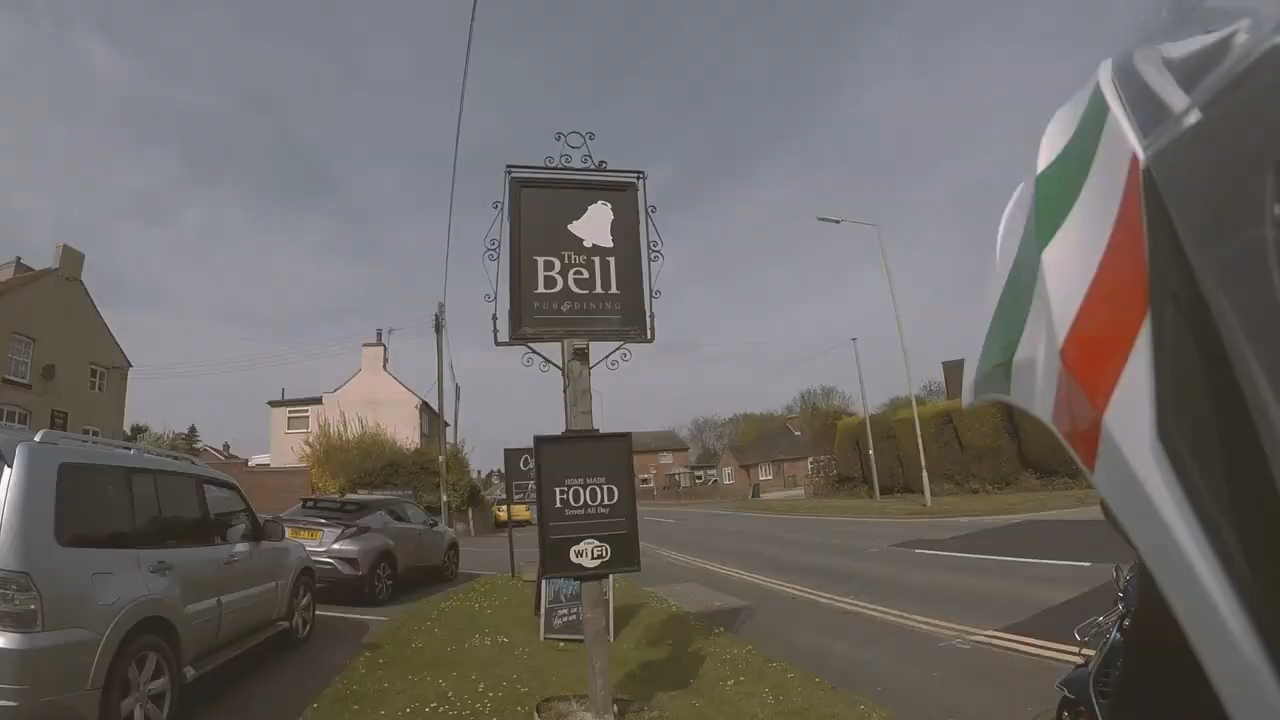 The
Bell
PUB & DINING
HOME MADE
FOOD
Served All Day
FREE
WiFi